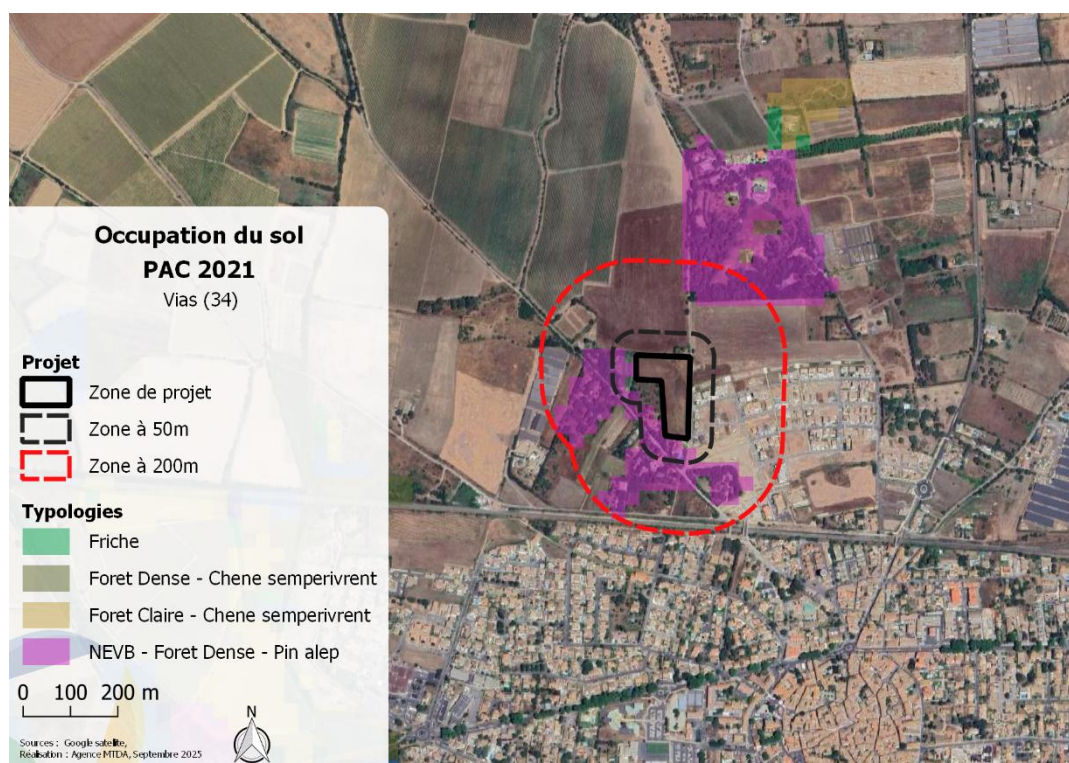 Occupation du sol
PAC 2021
Vias (34)
Projet
Zone de projet
Zone à 50m
Zone à 200m
Typologies
Friche
Foret Dense - Chene semperivrent
Foret Claire - Chene semperivrent
NEVB - Foret Dense - Pin alep
0 100 200 m
N
Sources : Google satelite,
Réalisation : Agence MTDA, Septembre 2025